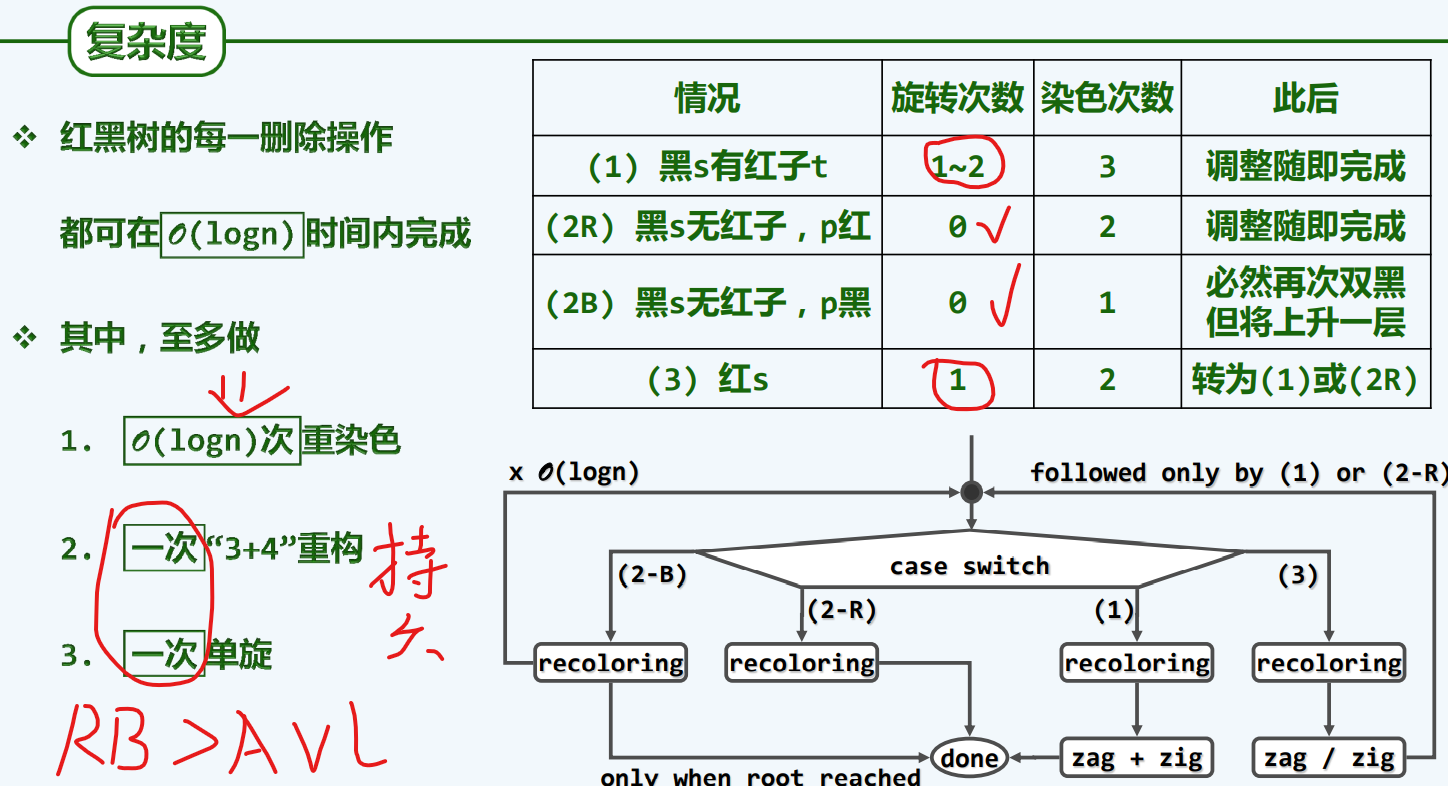 复杂度
❖ 红黑树的每一删除操作
都可在O(logn)时间内完成
❖ 其中，至多做
1. O(logn)次重染色
2. 一次“3+4”重构
3. 一次单旋
持久
RB>AVL
情况 旋转次数 染色次数 此后
(1) 黑s有红子t 1~2 3 调整随即完成
(2R) 黑s无红子，p红 0 2 调整随即完成
(2B) 黑s无红子，p黑 0 1 必然再次双黑
但将上升一层
(3) 红s 1 2 转为(1)或(2R)
x O(logn)
followed only by (1) or (2-R)
case switch
(2-B)
(2-R)
(1)
(3)
recoloring recoloring recoloring recoloring
done
zag + zig
zag / zig
only when root reached